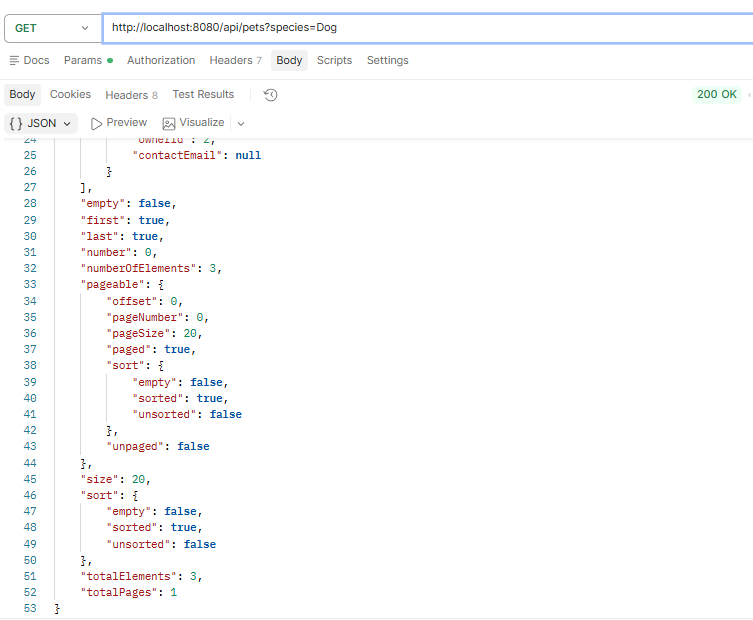 GET http://localhost:8080/api/pets?species=Dog
Docs Params Authorization Headers 7 Body Scripts Settings
Body Cookies Headers 8 Test Results 200 OK
{ } JSON Preview Visualize
24 "ownerId": 2,
25 "contactEmail": null
26 }
27 ],
28 "empty": false,
29 "first": true,
30 "last": true,
31 "number": 0,
32 "numberOfElements": 3,
33 "pageable": {
34 "offset": 0,
35 "pageNumber": 0,
36 "pageSize": 20,
37 "paged": true,
38 "sort": {
39 "empty": false,
40 "sorted": true,
41 "unsorted": false
42 },
43 "unpaged": false
44 },
45 "size": 20,
46 "sort": {
47 "empty": false,
48 "sorted": true,
49 "unsorted": false
50 },
51 "totalElements": 3,
52 "totalPages": 1
53 }